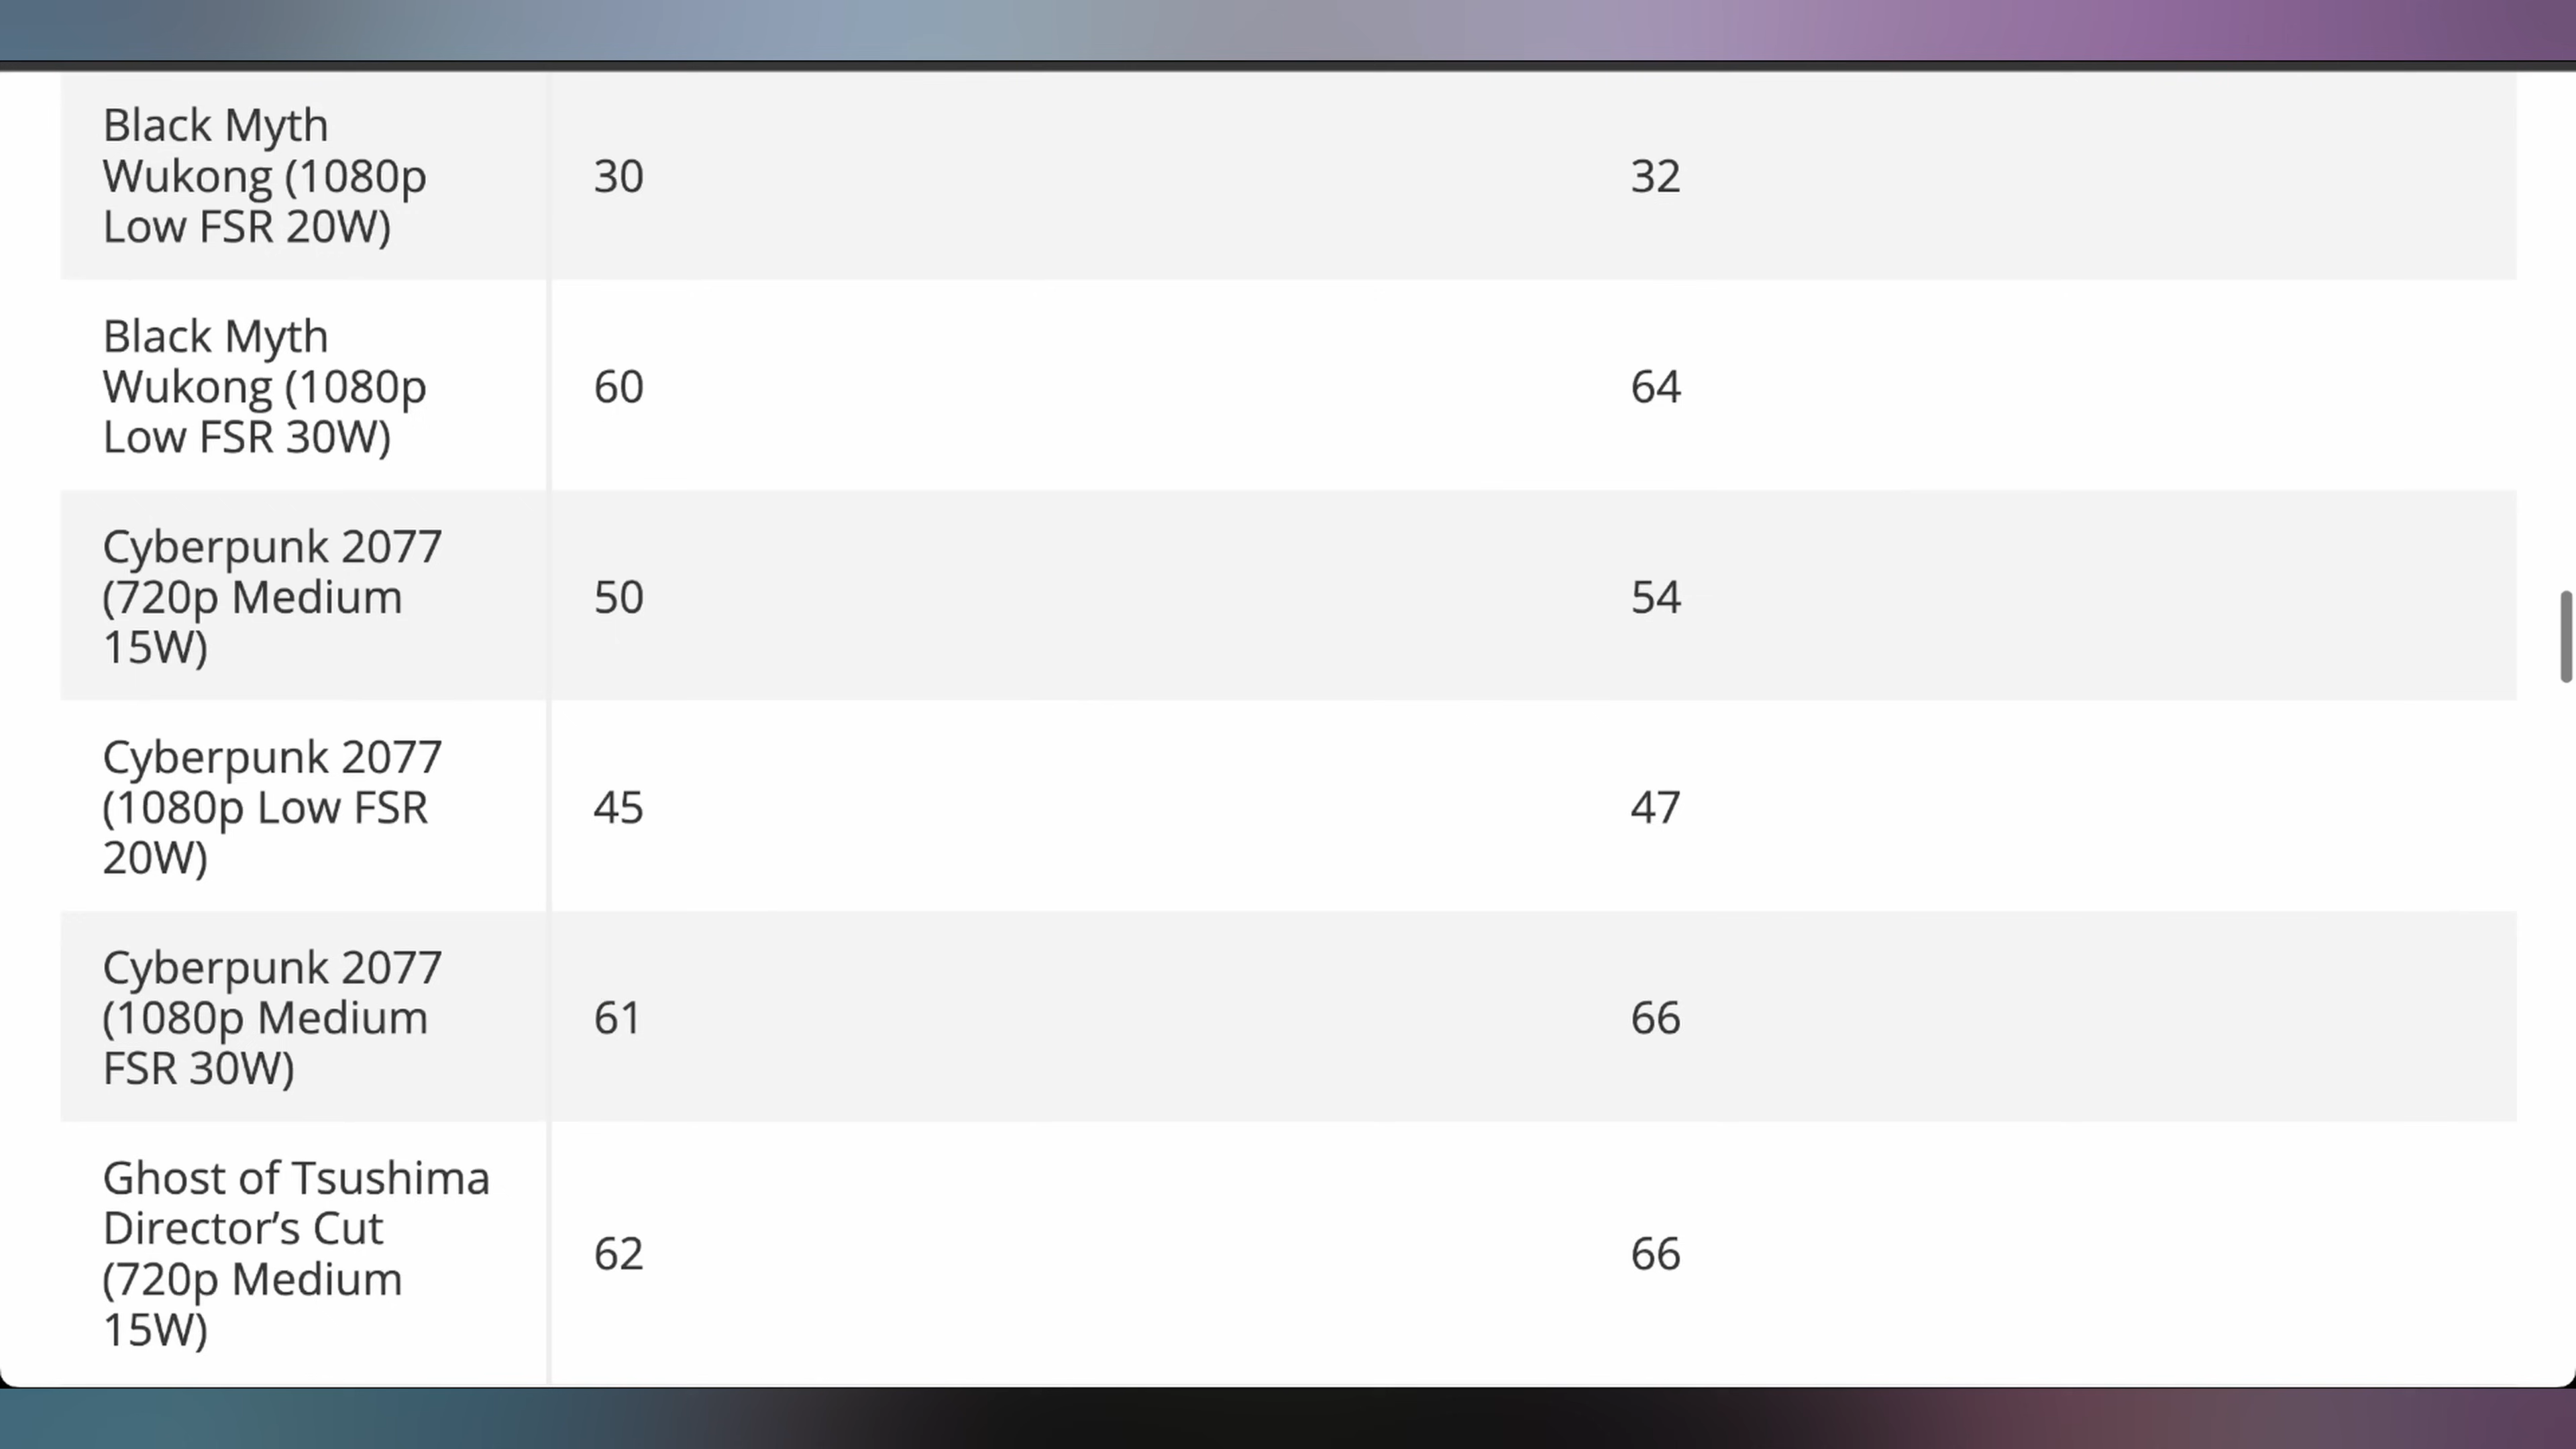 Black Myth
Wukong (1080p
Low FSR 20W)
30
32
Black Myth
Wukong (1080p
Low FSR 30W)
60
64
Cyberpunk 2077
(720p Medium
15W)
50
54
Cyberpunk 2077
(1080p Low FSR
20W)
45
47
Cyberpunk 2077
(1080p Medium
FSR 30W)
61
66
Ghost of Tsushima
Director’s Cut
(720p Medium
15W)
62
66